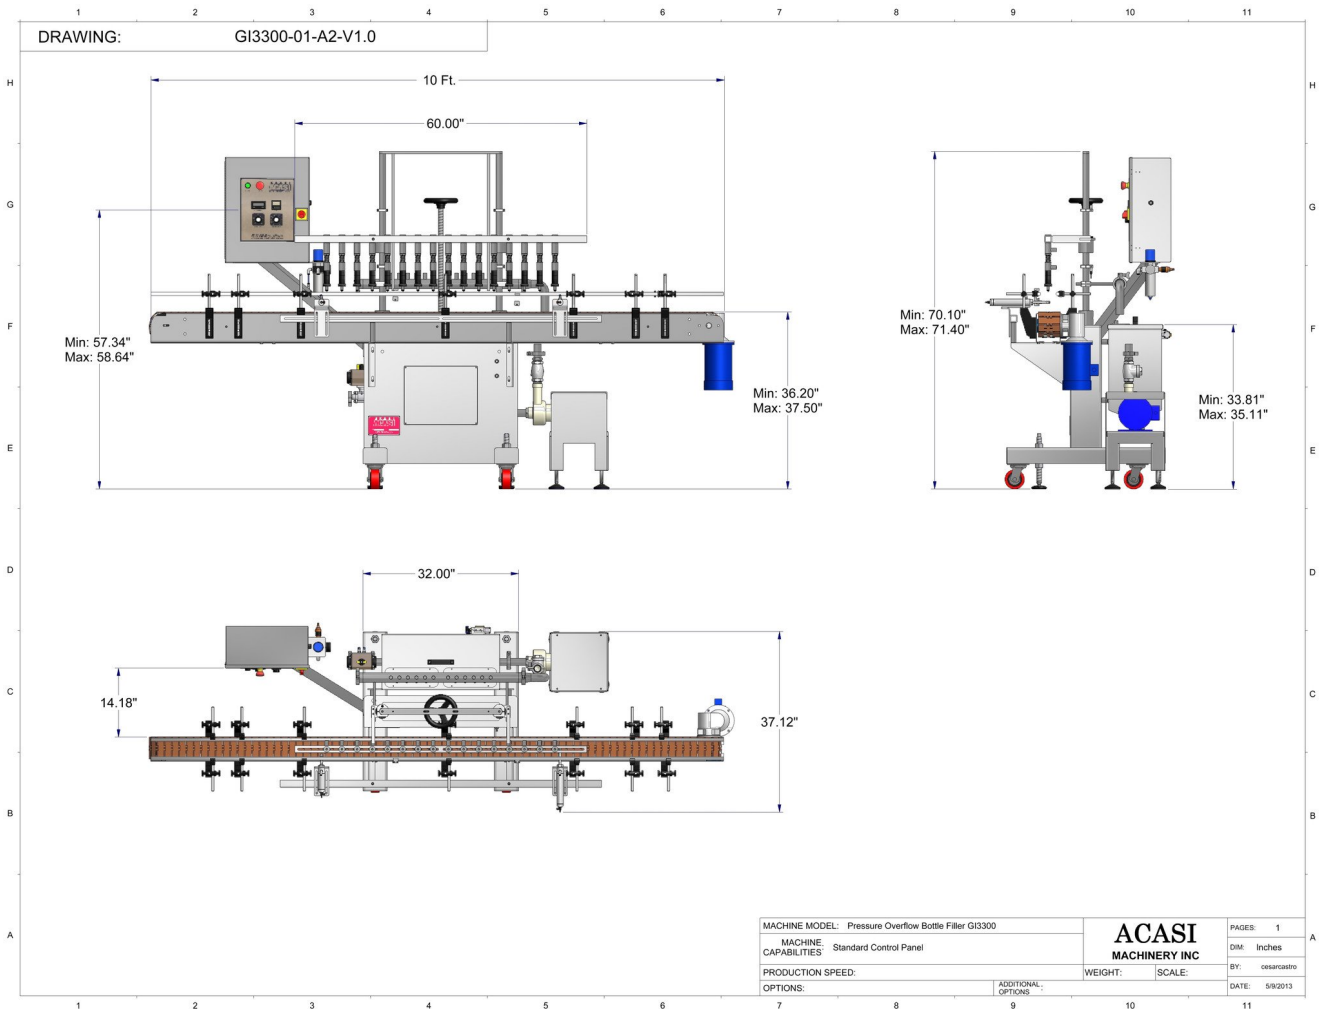 1 2 3 4 5 6 7 8 9 10 11
DRAWING: GI3300-01-A2-V1.0
H H
10 Ft.
60.00"
G G
ACASI
F F
Min: 57.34"
Max: 58.64"
Min: 70.10"
Max: 71.40"
Min: 36.20"
Max: 37.50"
Min: 33.81"
Max: 35.11"
ACASI
E E
D D
32.00"
C C
14.18"
37.12"
B B
A A
MACHINE MODEL: Pressure Overflow Bottle Filler GI3300
MACHINE
CAPABILITIES: Standard Control Panel
PRODUCTION SPEED:
OPTIONS:
ADDITIONAL
OPTIONS :
ACASI
MACHINERY INC
WEIGHT: SCALE:
PAGES: 1
DIM: Inches
BY: cesarcastro
DATE: 5/9/2013
1 2 3 4 5 6 7 8 9 10 11